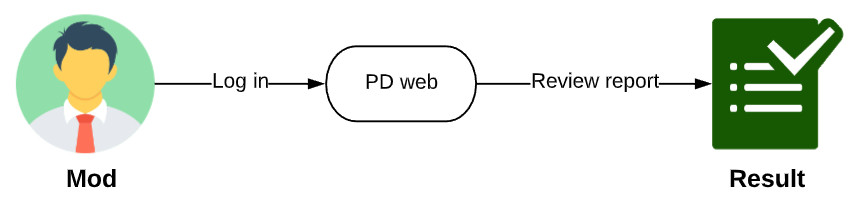 Log in
PD web
Review report
Mod
Result